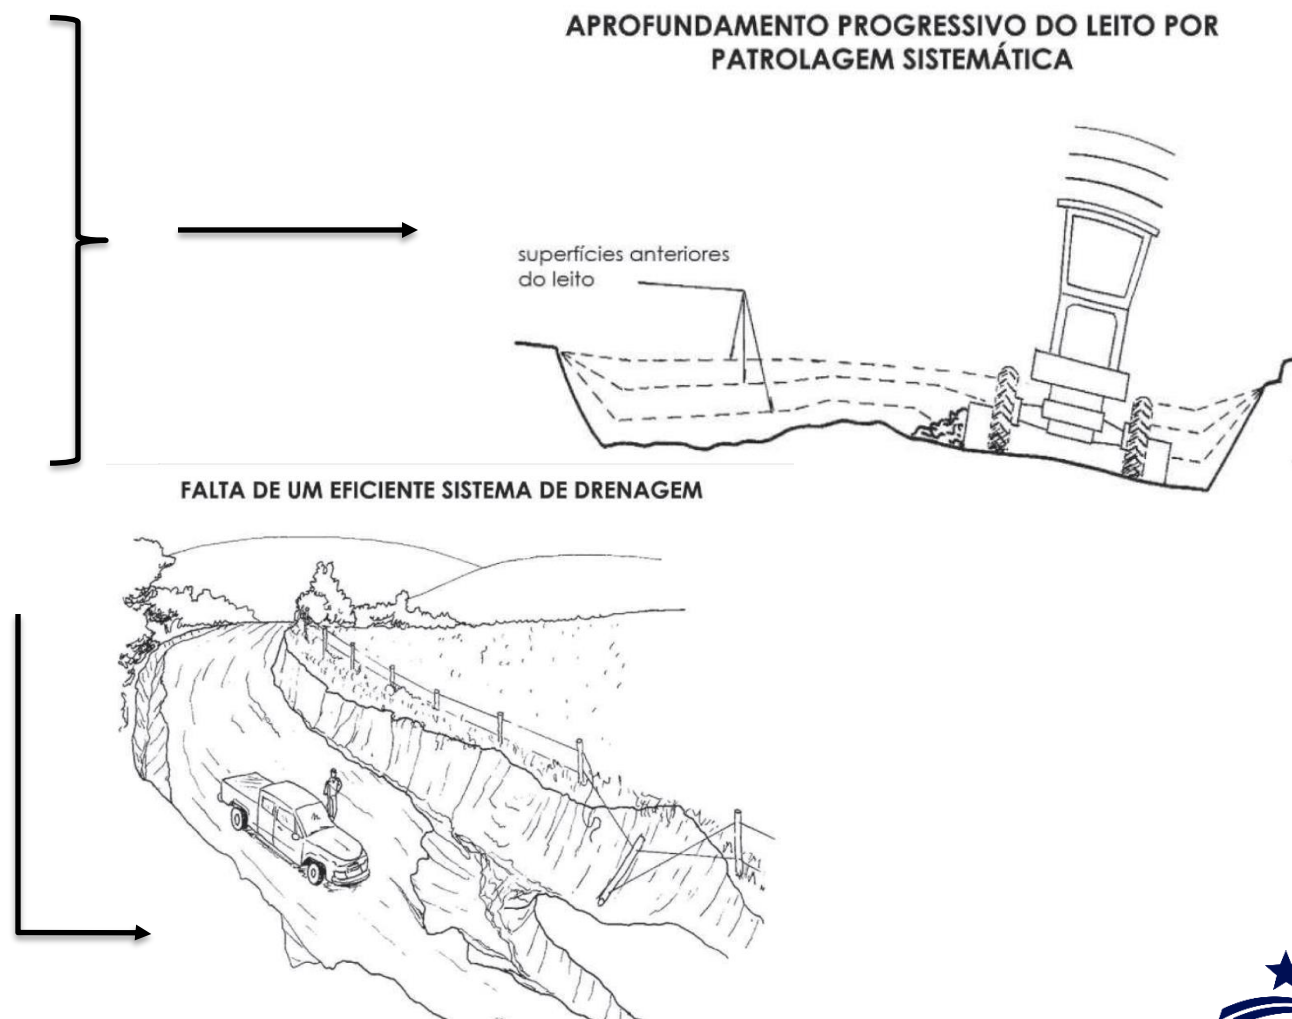 APROFUNDAMENTO PROGRESSIVO DO LEITO POR
PATROLAGEM SISTEMÁTICA
superfícies anteriores
do leito
FALTA DE UM EFICIENTE SISTEMA DE DRENAGEM